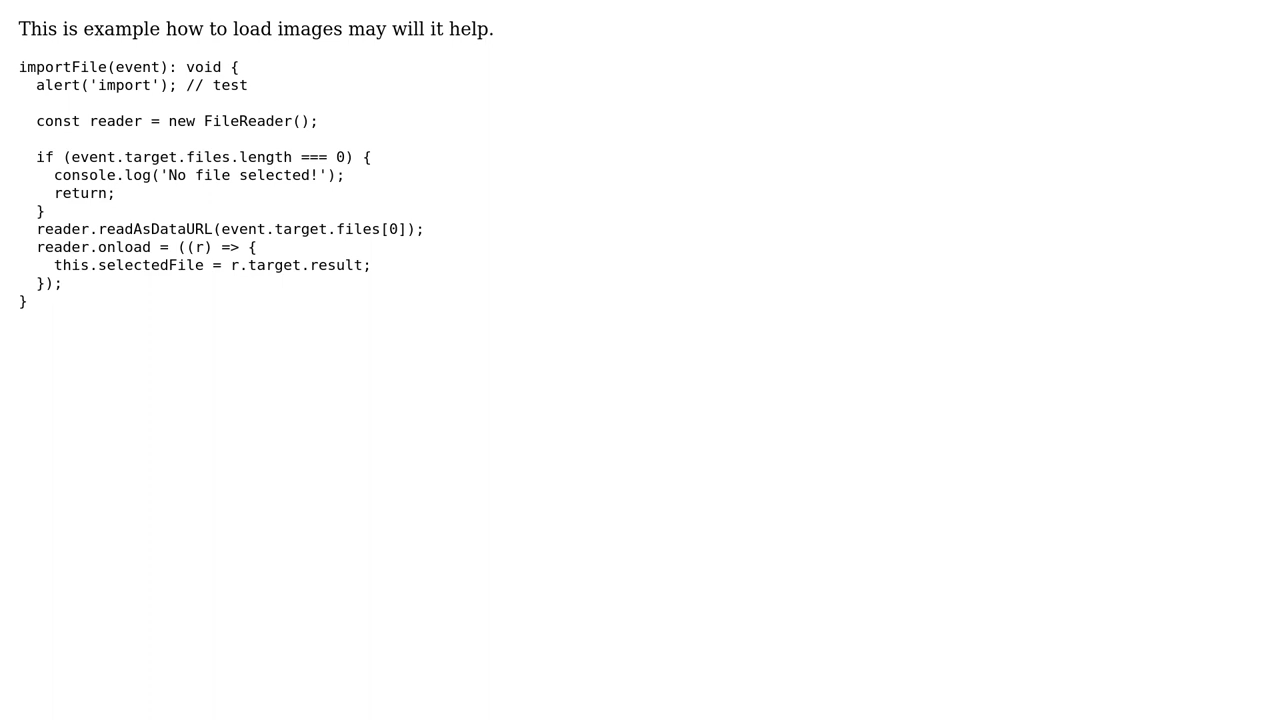 This is example how to load images may will it help.
importFile(event): void {
  alert('import'); // test

  const reader = new FileReader();

  if (event.target.files.length === 0) {
    console.log('No file selected!');
    return;
  }
  reader.readAsDataURL(event.target.files[0]);
  reader.onload = ((r) => {
    this.selectedFile = r.target.result;
  });
}